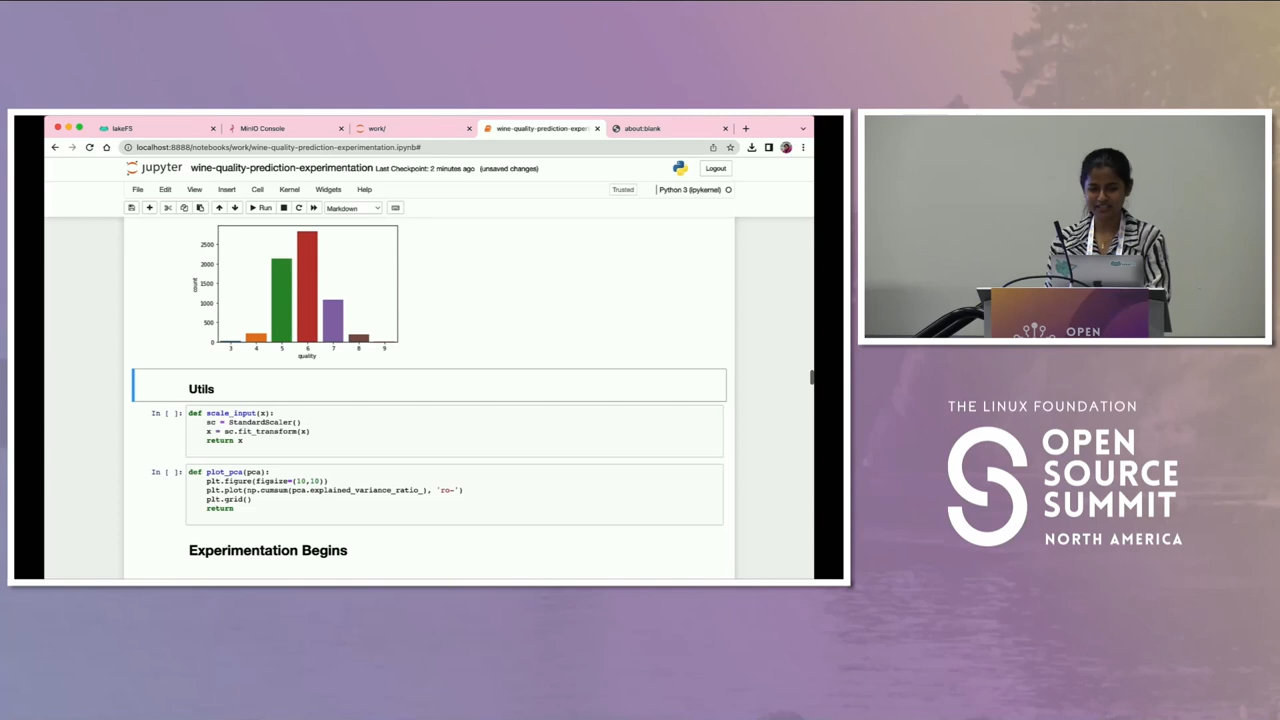 lakeFS
MinIO Console
work/
wine-quality-prediction-experim
about:blank
localhost:8888/notebooks/work/wine-quality-prediction-experimentation.ipynb#
jupyter wine-quality-prediction-experimentation Last Checkpoint: 2 minutes ago (unsaved changes)
Logout
File Edit View Insert Cell Kernel Widgets Help
Trusted
Python 3 (ipykernel)
Run
Markdown
2500
2000
1500
1000
500
0
count
3 4 5 6 7 8 9
quality
Utils
In [ ]: def scale_input(x):
sc = StandardScaler()
x = sc.fit_transform(x)
return x
In [ ]: def plot_pca(pca):
plt.figure(figsize=(10,10))
plt.plot(np.cumsum(pca.explained_variance_ratio_), 'ro-')
plt.grid()
return
Experimentation Begins
OPEN
THE LINUX FOUNDATION
OPEN
SOURCE
SUMMIT
NORTH AMERICA